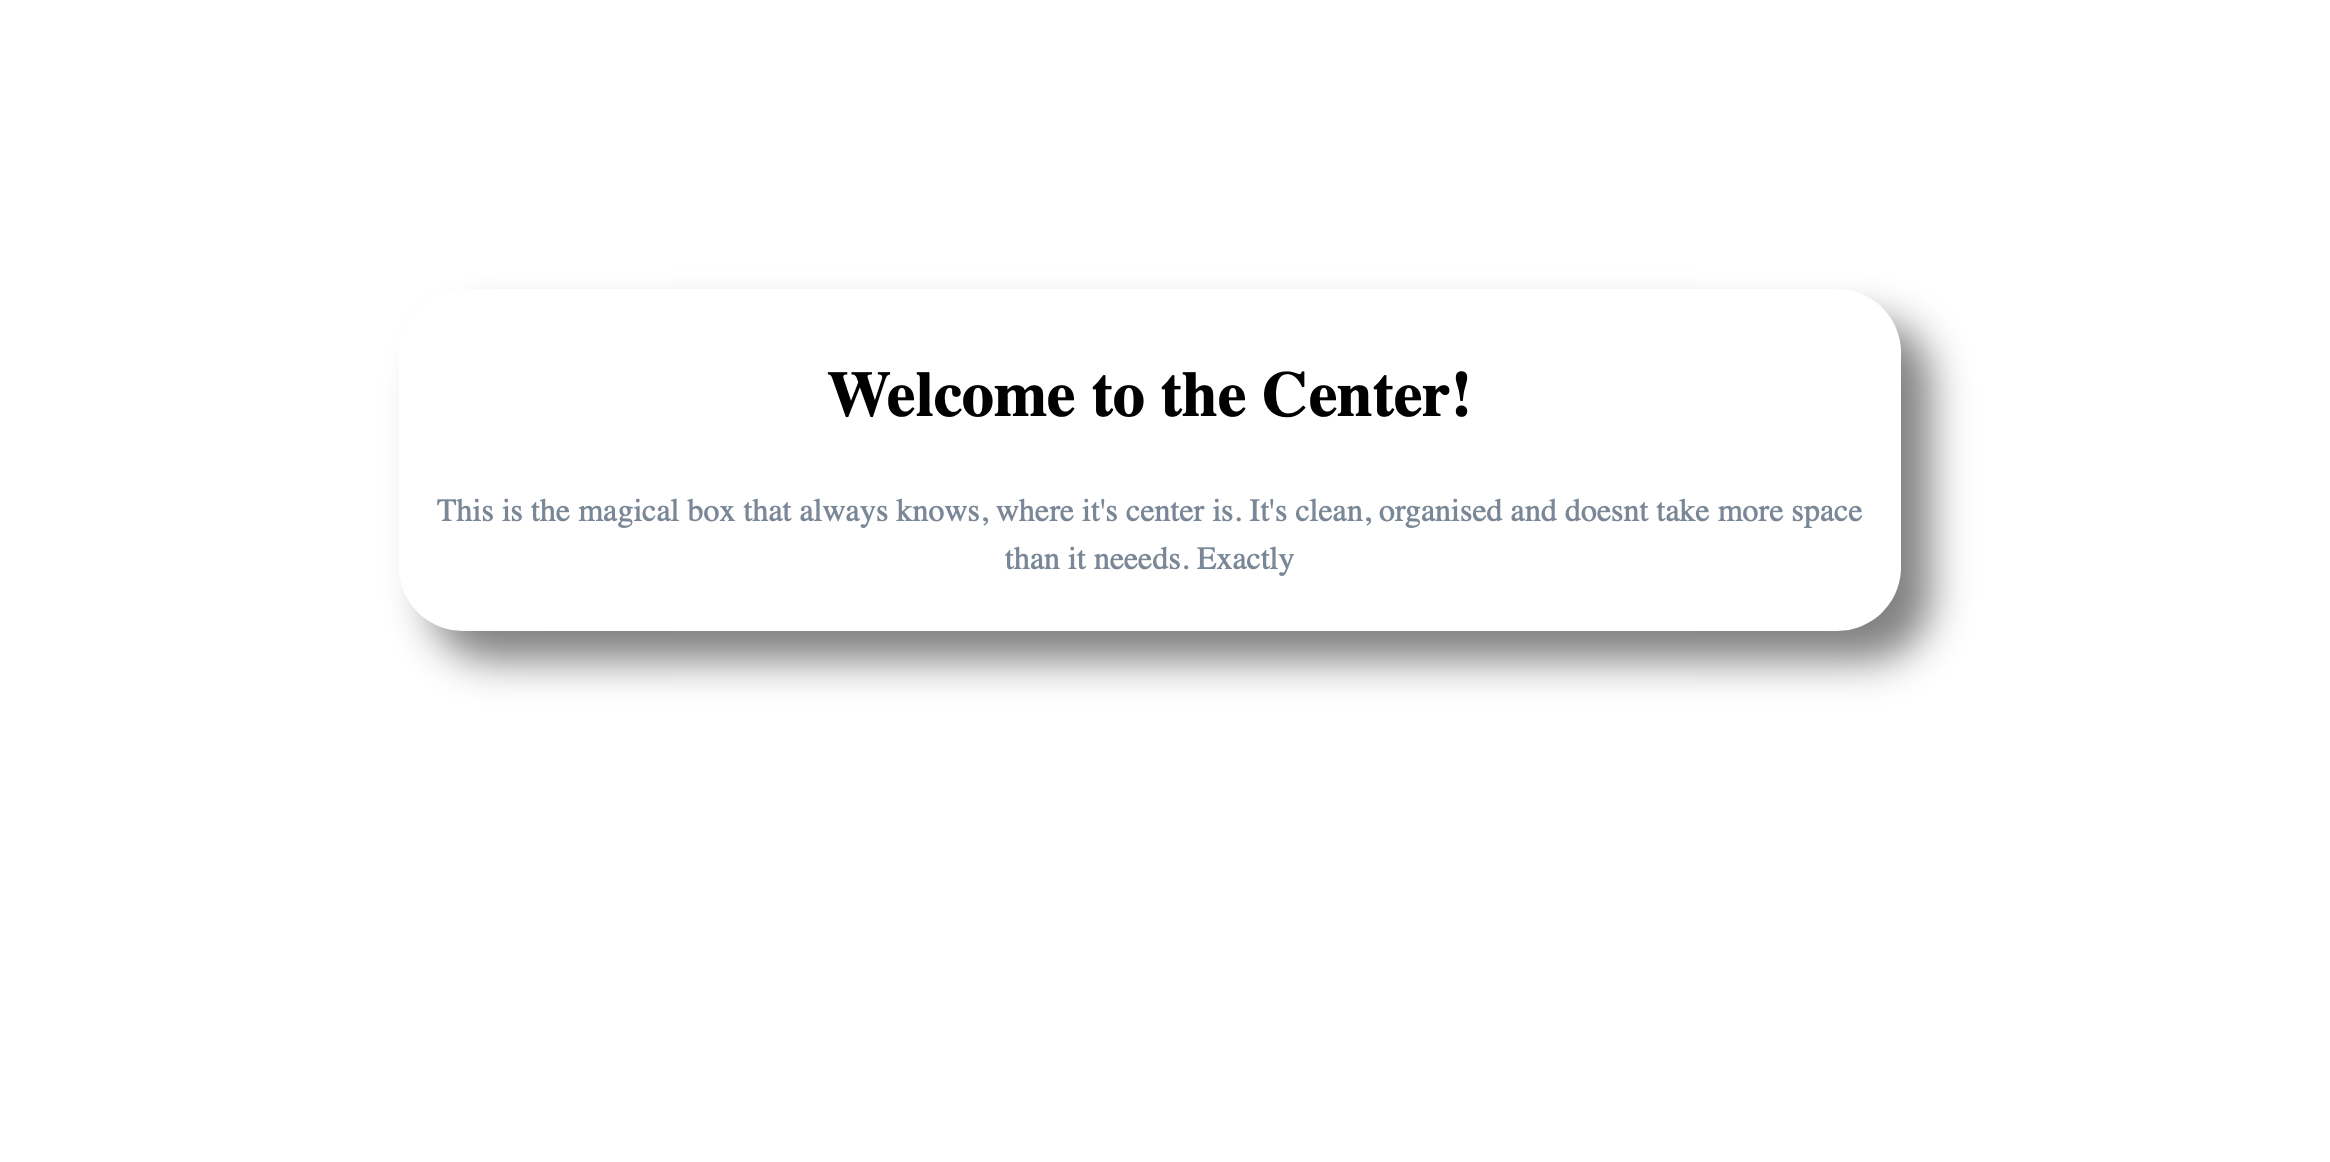 Welcome to the Center!
This is the magical box that always knows, where it's center is. It's clean, organised and doesnt take more space
than it neeeds. Exactly